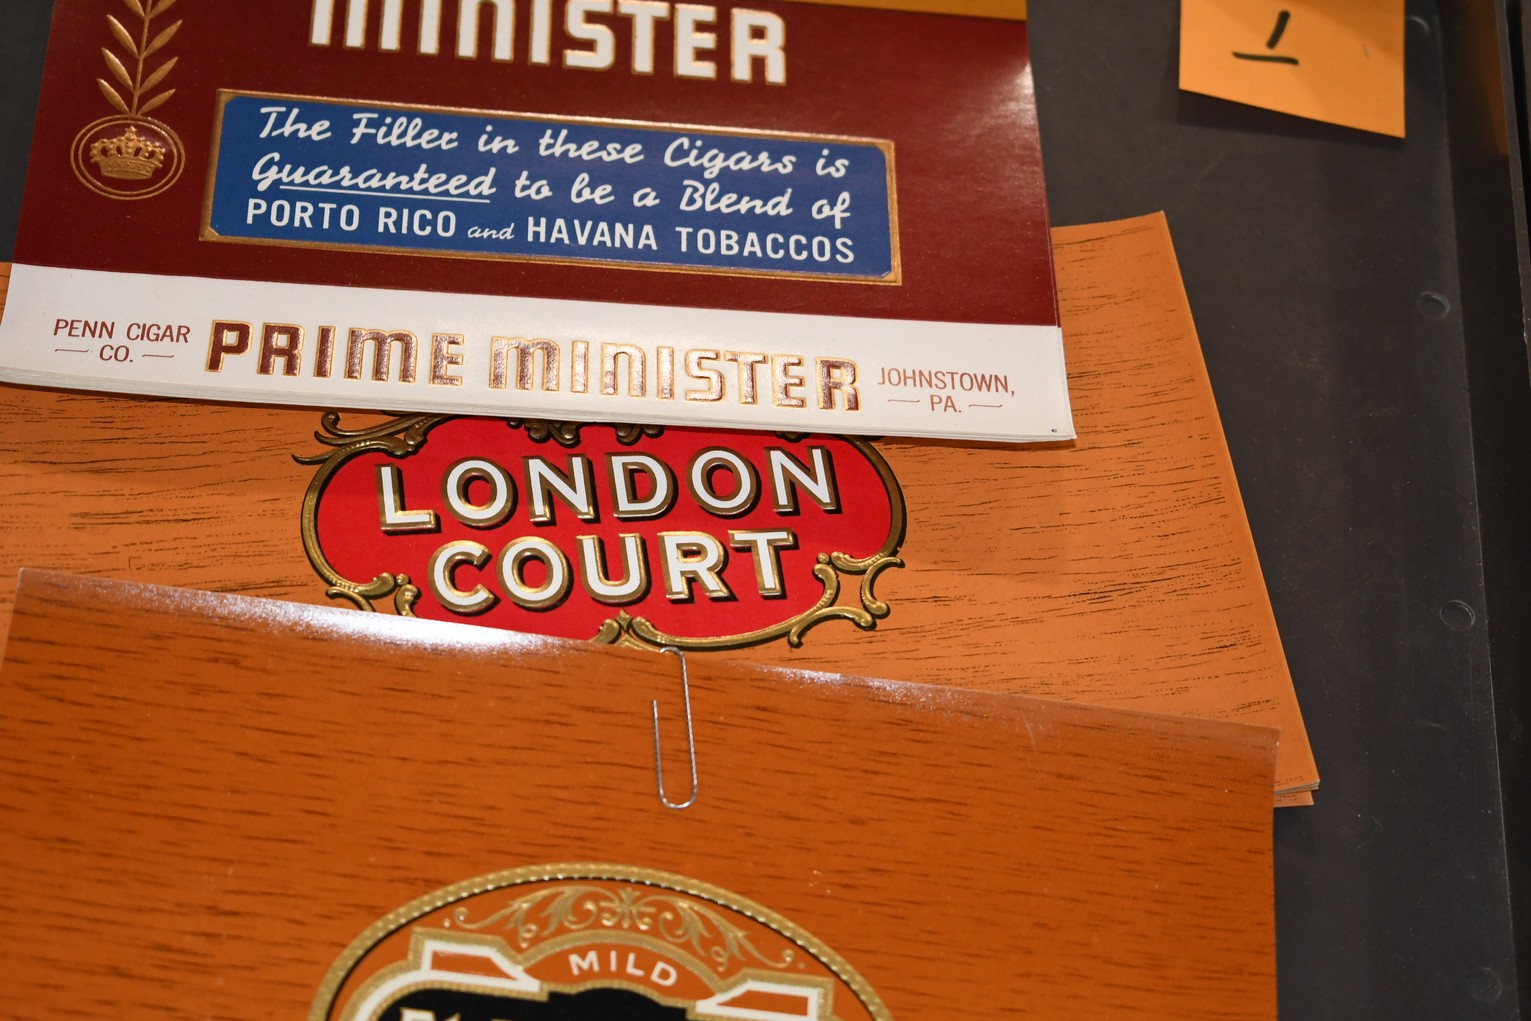 1
MINISTER
The Filler in these Cigars is
Guaranteed to be a Blend of
PORTO RICO and HAVANA TOBACCOS
PENN CIGAR
CO.
PRIME MINISTER
JOHNSTOWN,
PA.
LONDON
COURT
MILD